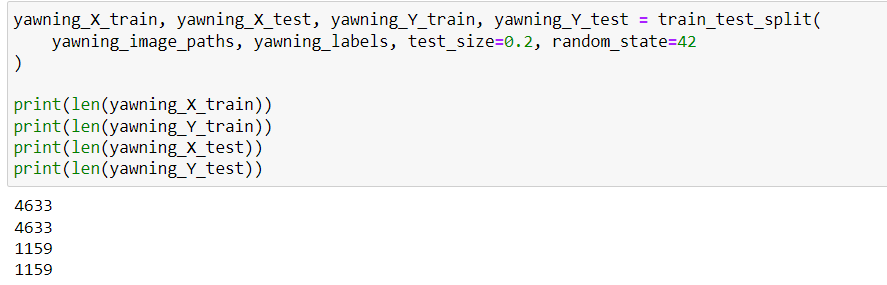 yawning_X_train, yawning_X_test, yawning_Y_train, yawning_Y_test = train_test_split(
    yawning_image_paths, yawning_labels, test_size=0.2, random_state=42
)
print(len(yawning_X_train))
print(len(yawning_Y_train))
print(len(yawning_X_test))
print(len(yawning_Y_test))
4633
4633
1159
1159